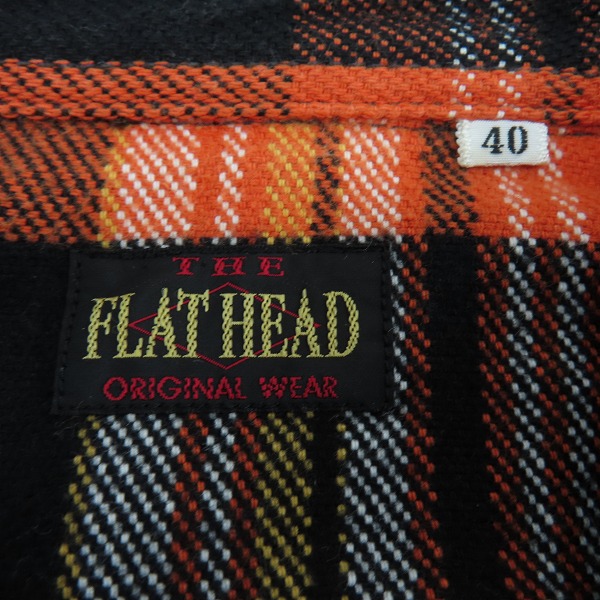 40
THE
FLAT HEAD
ORIGINAL WEAR